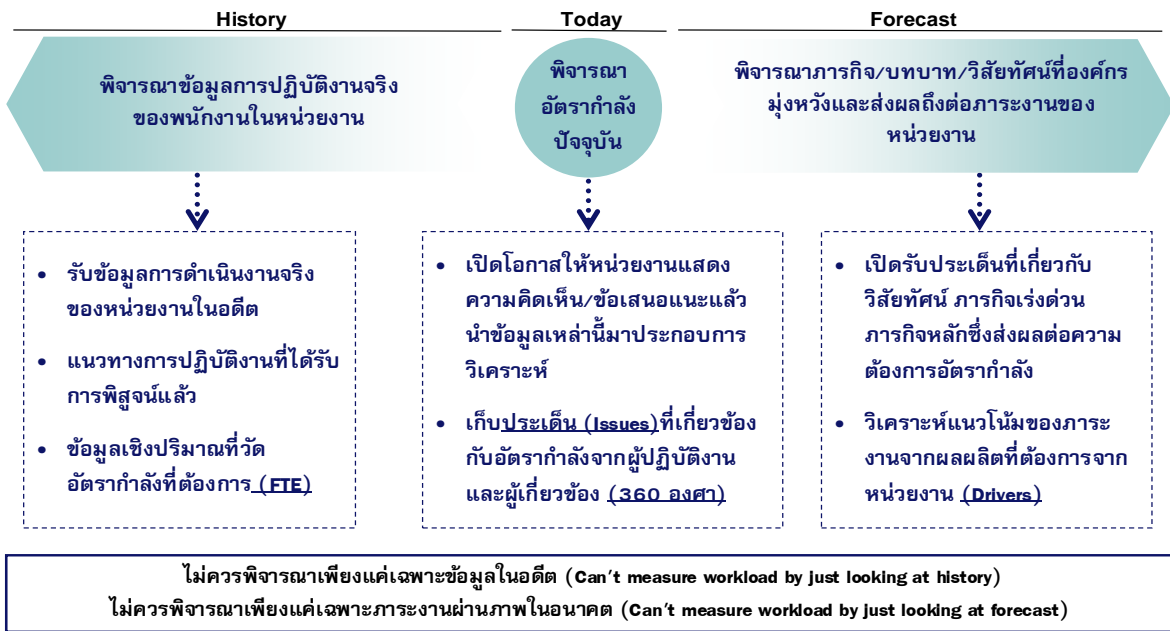 History
Today
Forecast
พิจารณาข้อมูลการปฏิบัติงานจริง
ของพนักงานในหน่วยงาน
พิจารณา
อัตรากำลัง
ปัจจุบัน
พิจารณาภารกิจ/บทบาท/วิสัยทัศน์ที่องค์กร
มุ่งหวังและส่งผลถึงต่อภาระงานของ
หน่วยงาน
• รับข้อมูลการดำเนินงานจริง
ของหน่วยงานในอดีต
• แนวทางการปฏิบัติงานที่ได้รับ
การพิสูจน์แล้ว
• ข้อมูลเชิงปริมาณที่วัด
อัตรากำลังที่ต้องการ (FTE)
• เปิดโอกาสให้หน่วยงานแสดง
ความคิดเห็น/ข้อเสนอแนะแล้ว
นำข้อมูลเหล่านี้มาประกอบการ
วิเคราะห์
• เก็บประเด็น (Issues)ที่เกี่ยวข้อง
กับอัตรากำลังจากผู้ปฏิบัติงาน
และผู้เกี่ยวข้อง (360 องศา)
• เปิดรับประเด็นที่เกี่ยวกับ
วิสัยทัศน์ ภารกิจเร่งด่วน
ภารกิจหลักซึ่งส่งผลต่อความ
ต้องการอัตรากำลัง
• วิเคราะห์แนวโน้มของภาระ
งานจากผลผลิตที่ต้องการจาก
หน่วยงาน (Drivers)
ไม่ควรพิจารณาเพียงแค่เฉพาะข้อมูลในอดีต (Can't measure workload by just looking at history)
ไม่ควรพิจารณาเพียงแค่เฉพาะภาระงานผ่านภาพในอนาคต (Can't measure workload by just looking at forecast)